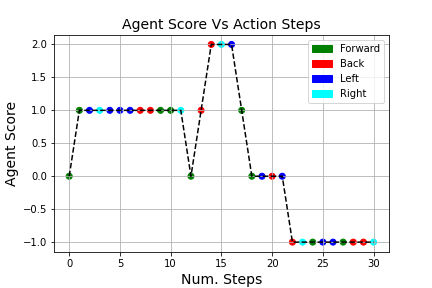 Agent Score Vs Action Steps
Agent Score
2.0
1.5
1.0
0.5
0.0
−0.5
−1.0
Forward
Back
Left
Right
0 5 10 15 20 25 30
Num. Steps